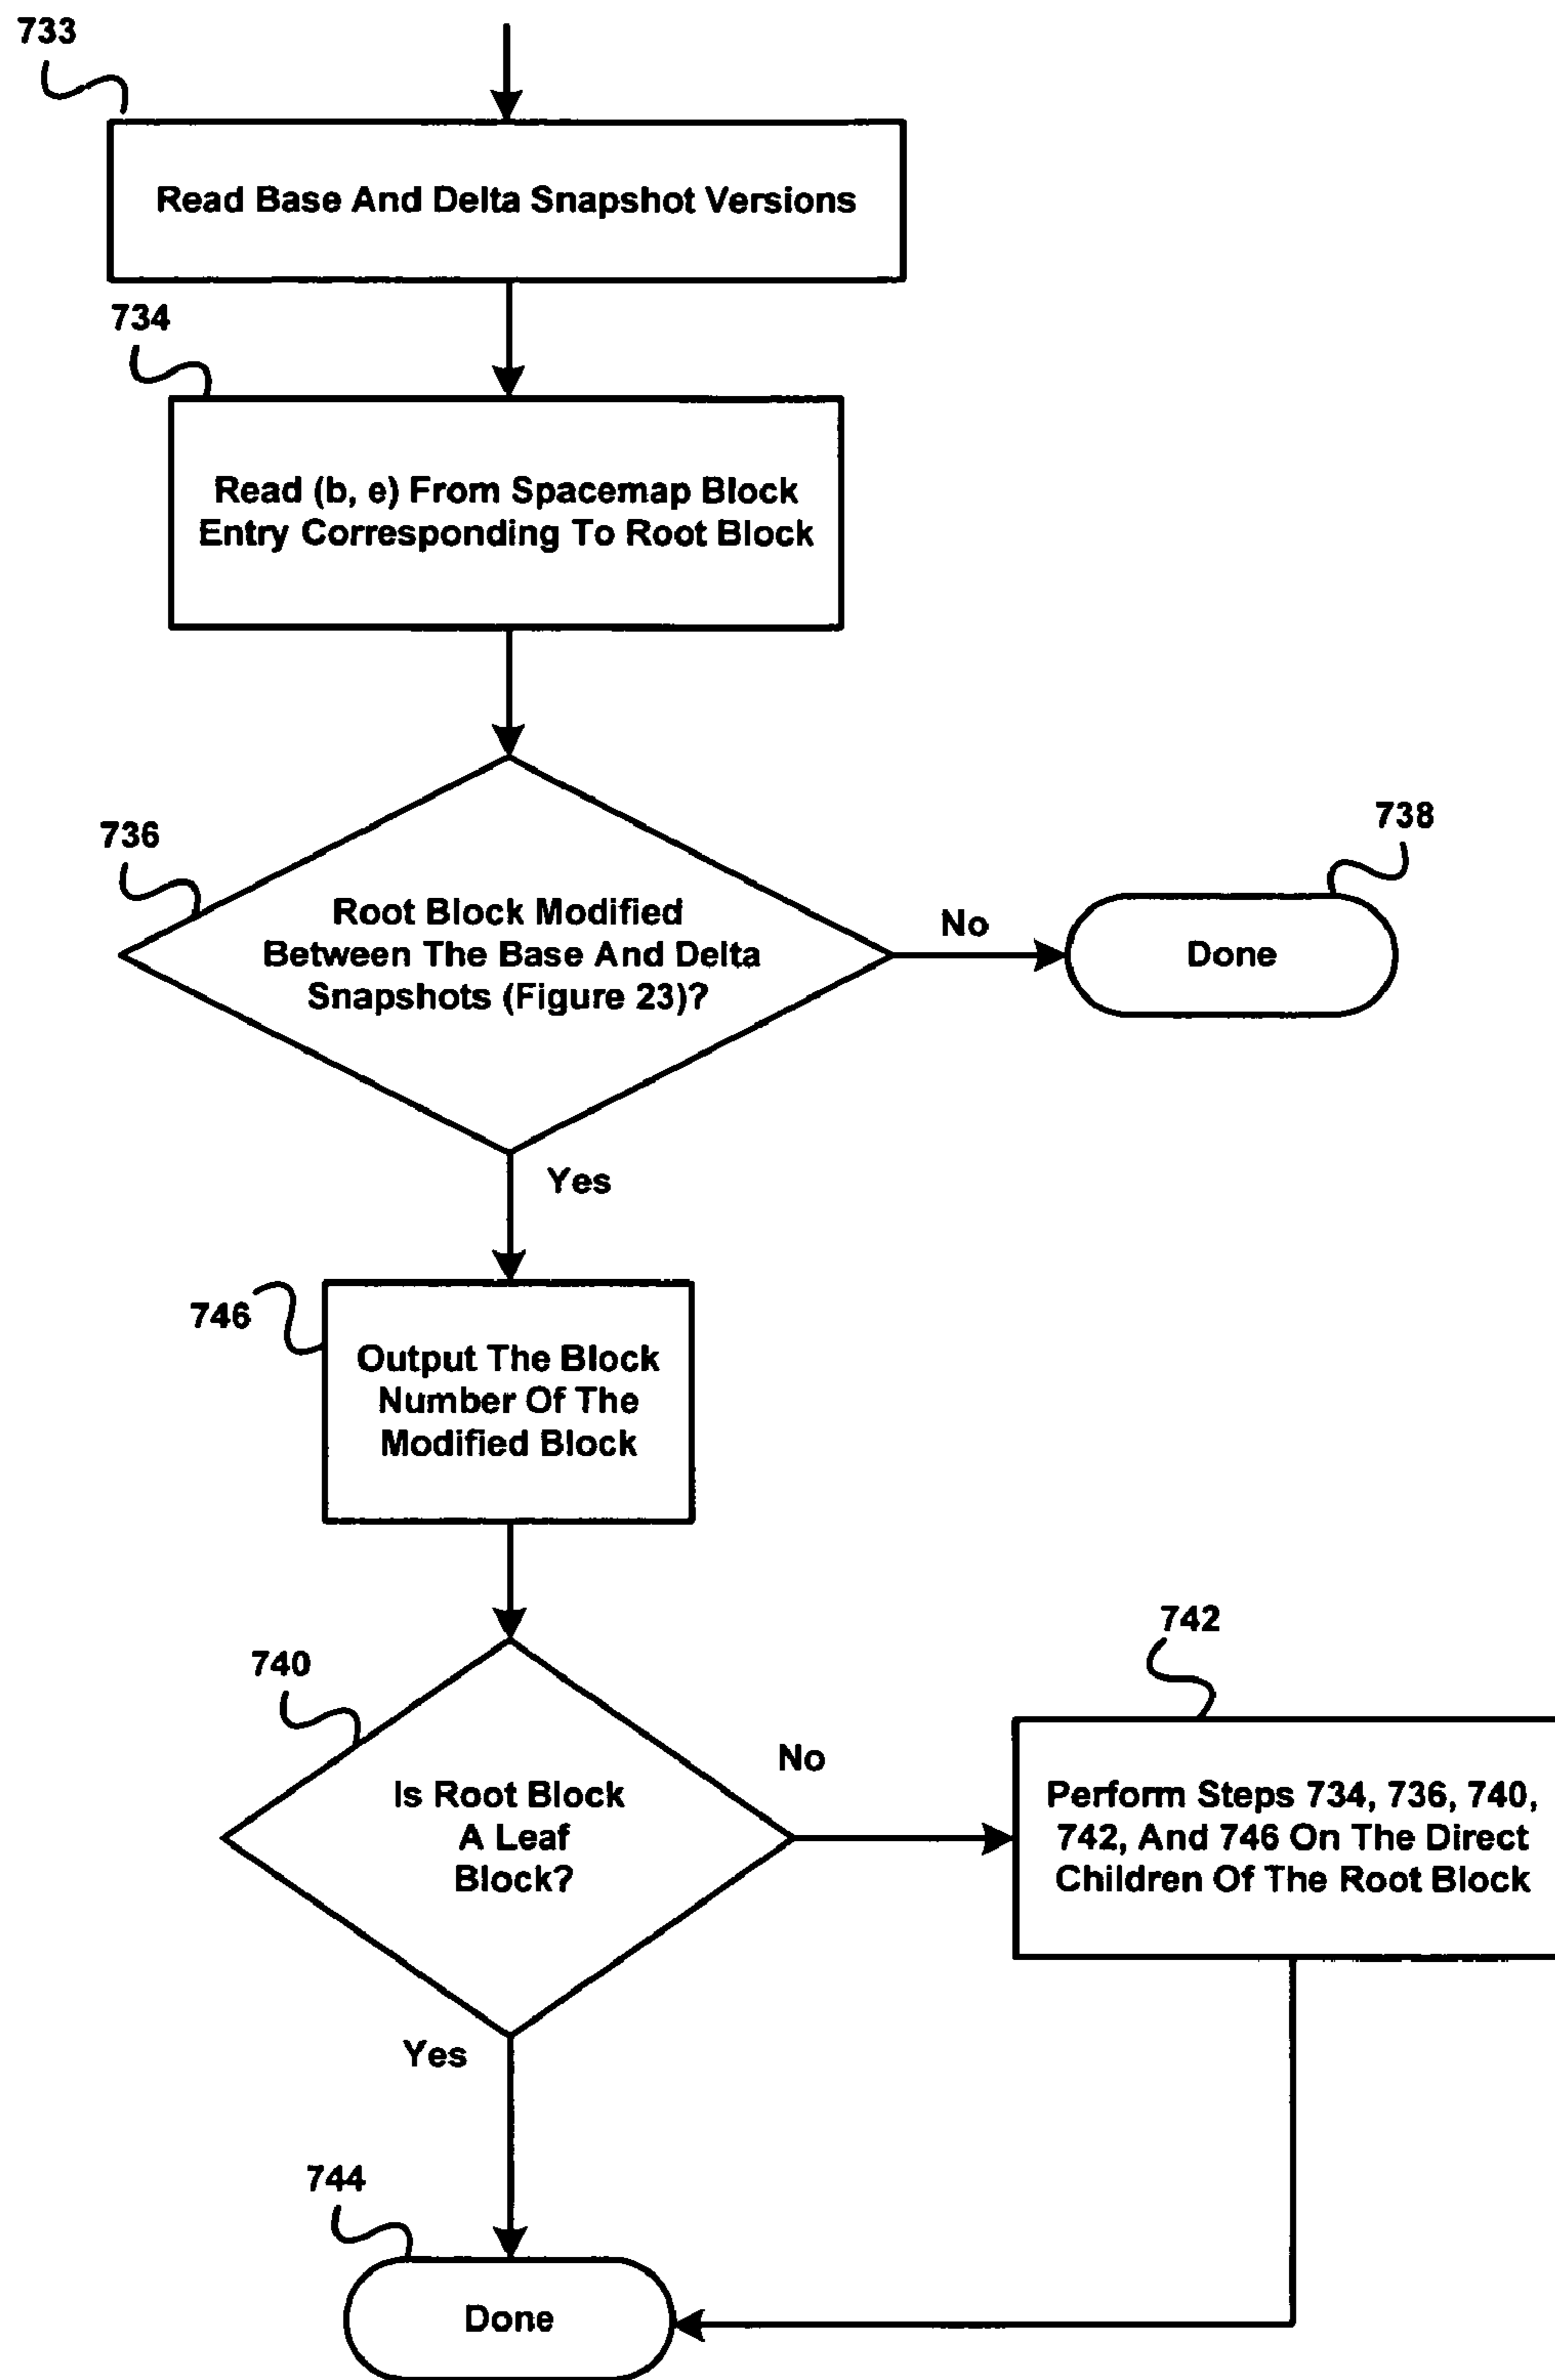 733
Read Base And Delta Snapshot Versions
734
Read (b, e) From Spacemap Block
Entry Corresponding To Root Block
736
Root Block Modified
Between The Base And Delta
Snapshots (Figure 23)?
No
738
Done
Yes
746
Output The Block
Number Of The
Modified Block
740
Is Root Block
A Leaf
Block?
No
742
Perform Steps 734, 736, 740,
742, And 746 On The Direct
Children Of The Root Block
Yes
744
Done